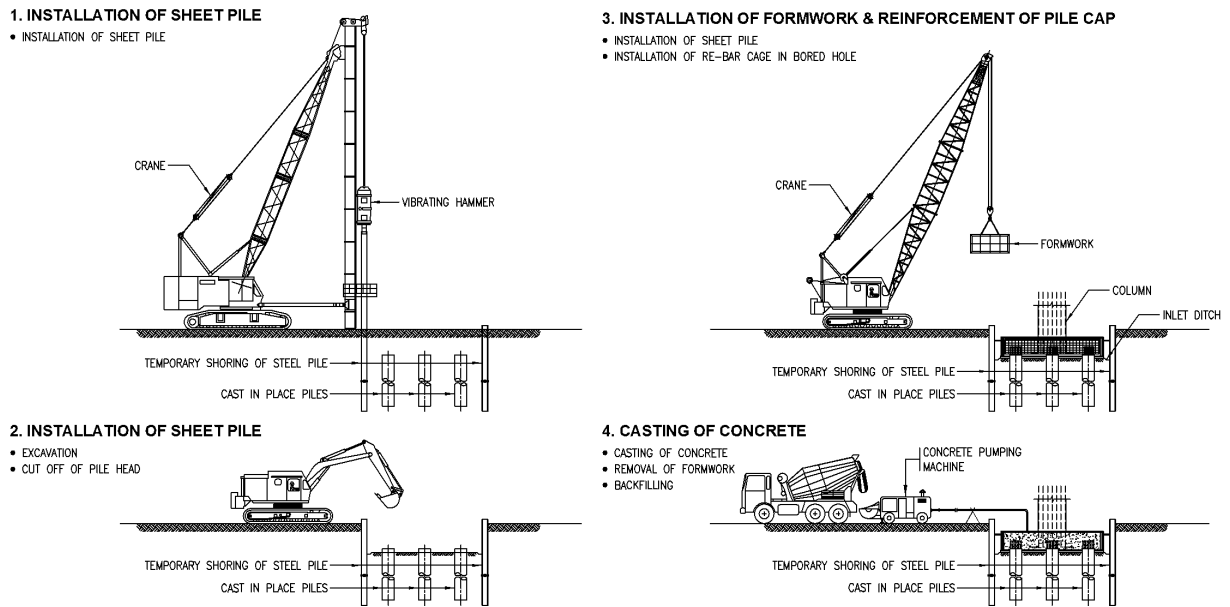 1. INSTALLATION OF SHEET PILE
• INSTALLATION OF SHEET PILE
CRANE
VIBRATING HAMMER
TEMPORARY SHORING OF STEEL PILE
CAST IN PLACE PILES
2. INSTALLATION OF SHEET PILE
• EXCAVATION
• CUT OFF OF PILE HEAD
TEMPORARY SHORING OF STEEL PILE
CAST IN PLACE PILES
3. INSTALLATION OF FORMWORK & REINFORCEMENT OF PILE CAP
• INSTALLATION OF SHEET PILE
• INSTALLATION OF RE-BAR CAGE IN BORED HOLE
CRANE
FORMWORK
COLUMN
INLET DITCH
TEMPORARY SHORING OF STEEL PILE
CAST IN PLACE PILES
4. CASTING OF CONCRETE
• CASTING OF CONCRETE
• REMOVAL OF FORMWORK
• BACKFILLING
CONCRETE PUMPING
MACHINE
TEMPORARY SHORING OF STEEL PILE
CAST IN PLACE PILES